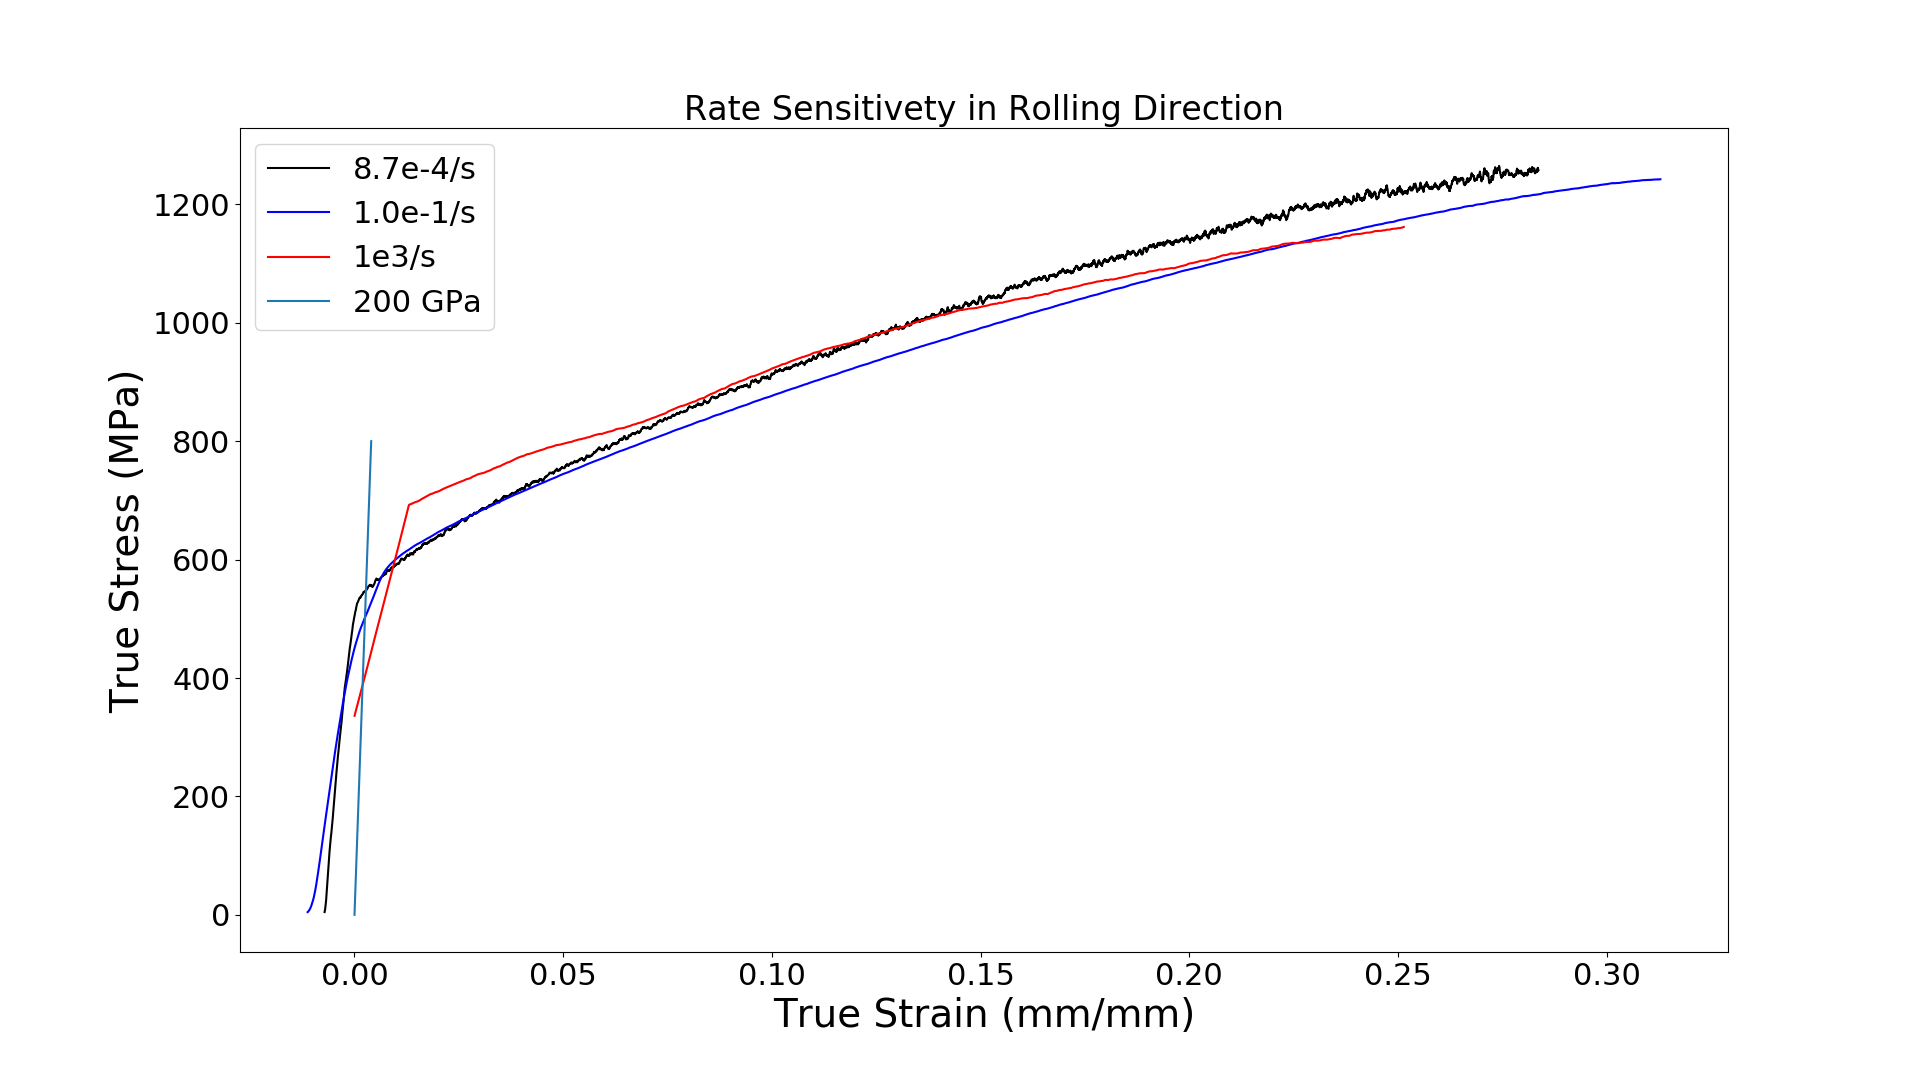 Rate Sensitivety in Rolling Direction
8.7e-4/s
1.0e-1/s
1e3/s
200 GPa
True Stress (MPa)
1200
1000
800
600
400
200
0
0.00 0.05 0.10 0.15 0.20 0.25 0.30
True Strain (mm/mm)